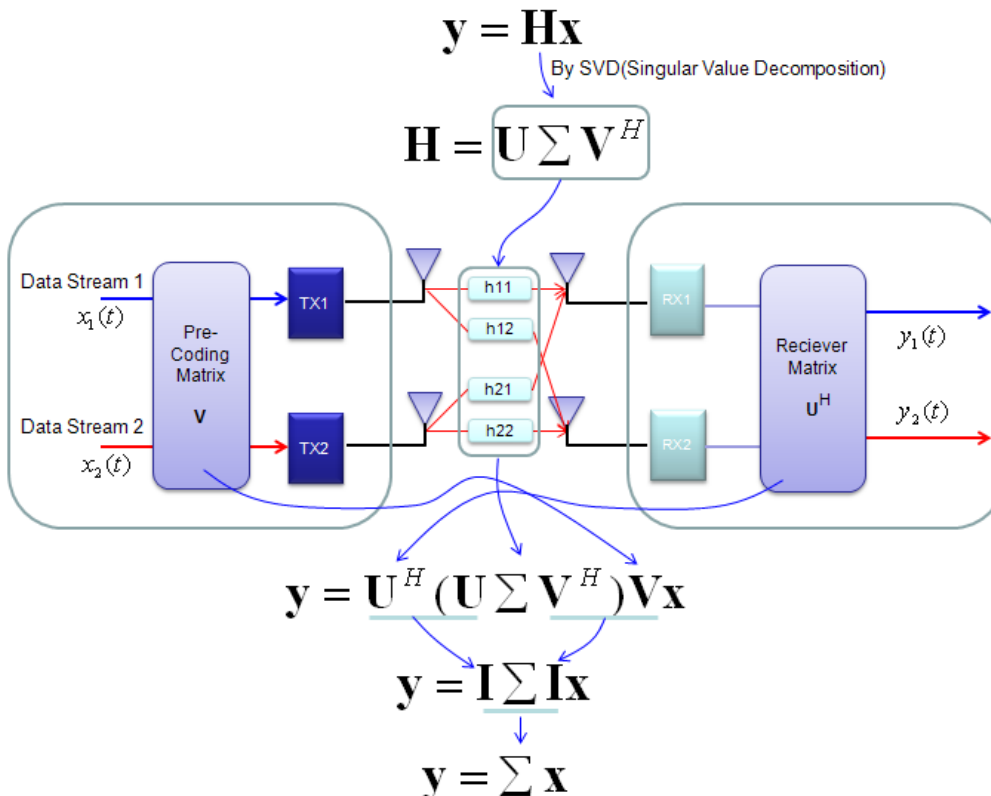 y = Hx
By SVD(Singular Value Decomposition)
H = U ∑ V^H
Data Stream 1
x₁(t)
Pre-
Coding
Matrix
V
Data Stream 2
x₂(t)
TX1
TX2
h11
h12
h21
h22
RX1
RX2
Reciever
Matrix
U^H
y₁(t)
y₂(t)
y = U^H (U ∑ V^H)Vx
y = I ∑ Ix
y = ∑ x